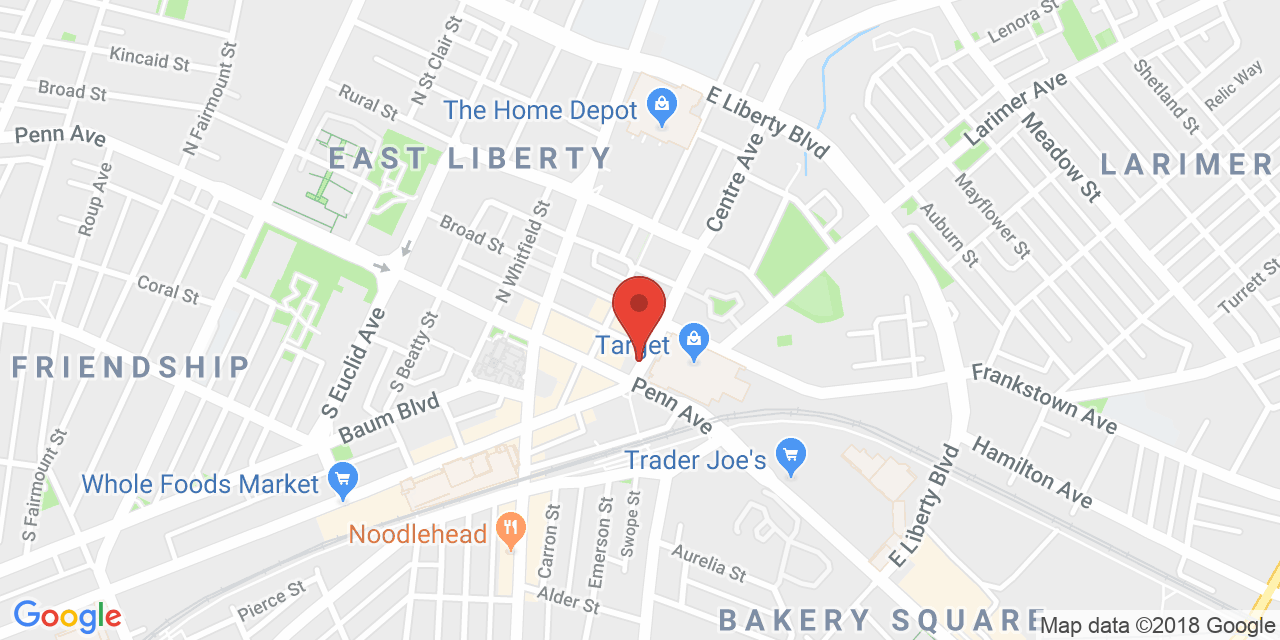 Kincaid St
N St Clair St
Lenora St
Broad St
N Fairmount St
Rural St
The Home Depot
E Liberty Blvd
Larimer Ave
Shetland St
Relic Way
Penn Ave
EAST LIBERTY
Centre Ave
Meadow St
LARIMER
Roup Ave
Broad St
N Whitfield St
Auburn St
Mayflower St
Coral St
S Euclid Ave
S Beatty St
Turrett St
FRIENDSHIP
Target
Baum Blvd
Penn Ave
Frankstown Ave
S Fairmount St
Whole Foods Market
Trader Joe's
E Liberty Blvd
Hamilton Ave
Noodlehead
Carron St
Emerson St
Swope St
Aurelia St
Pierce St
Alder St
Google
BAKERY SQUARE
Map data ©2018 Google